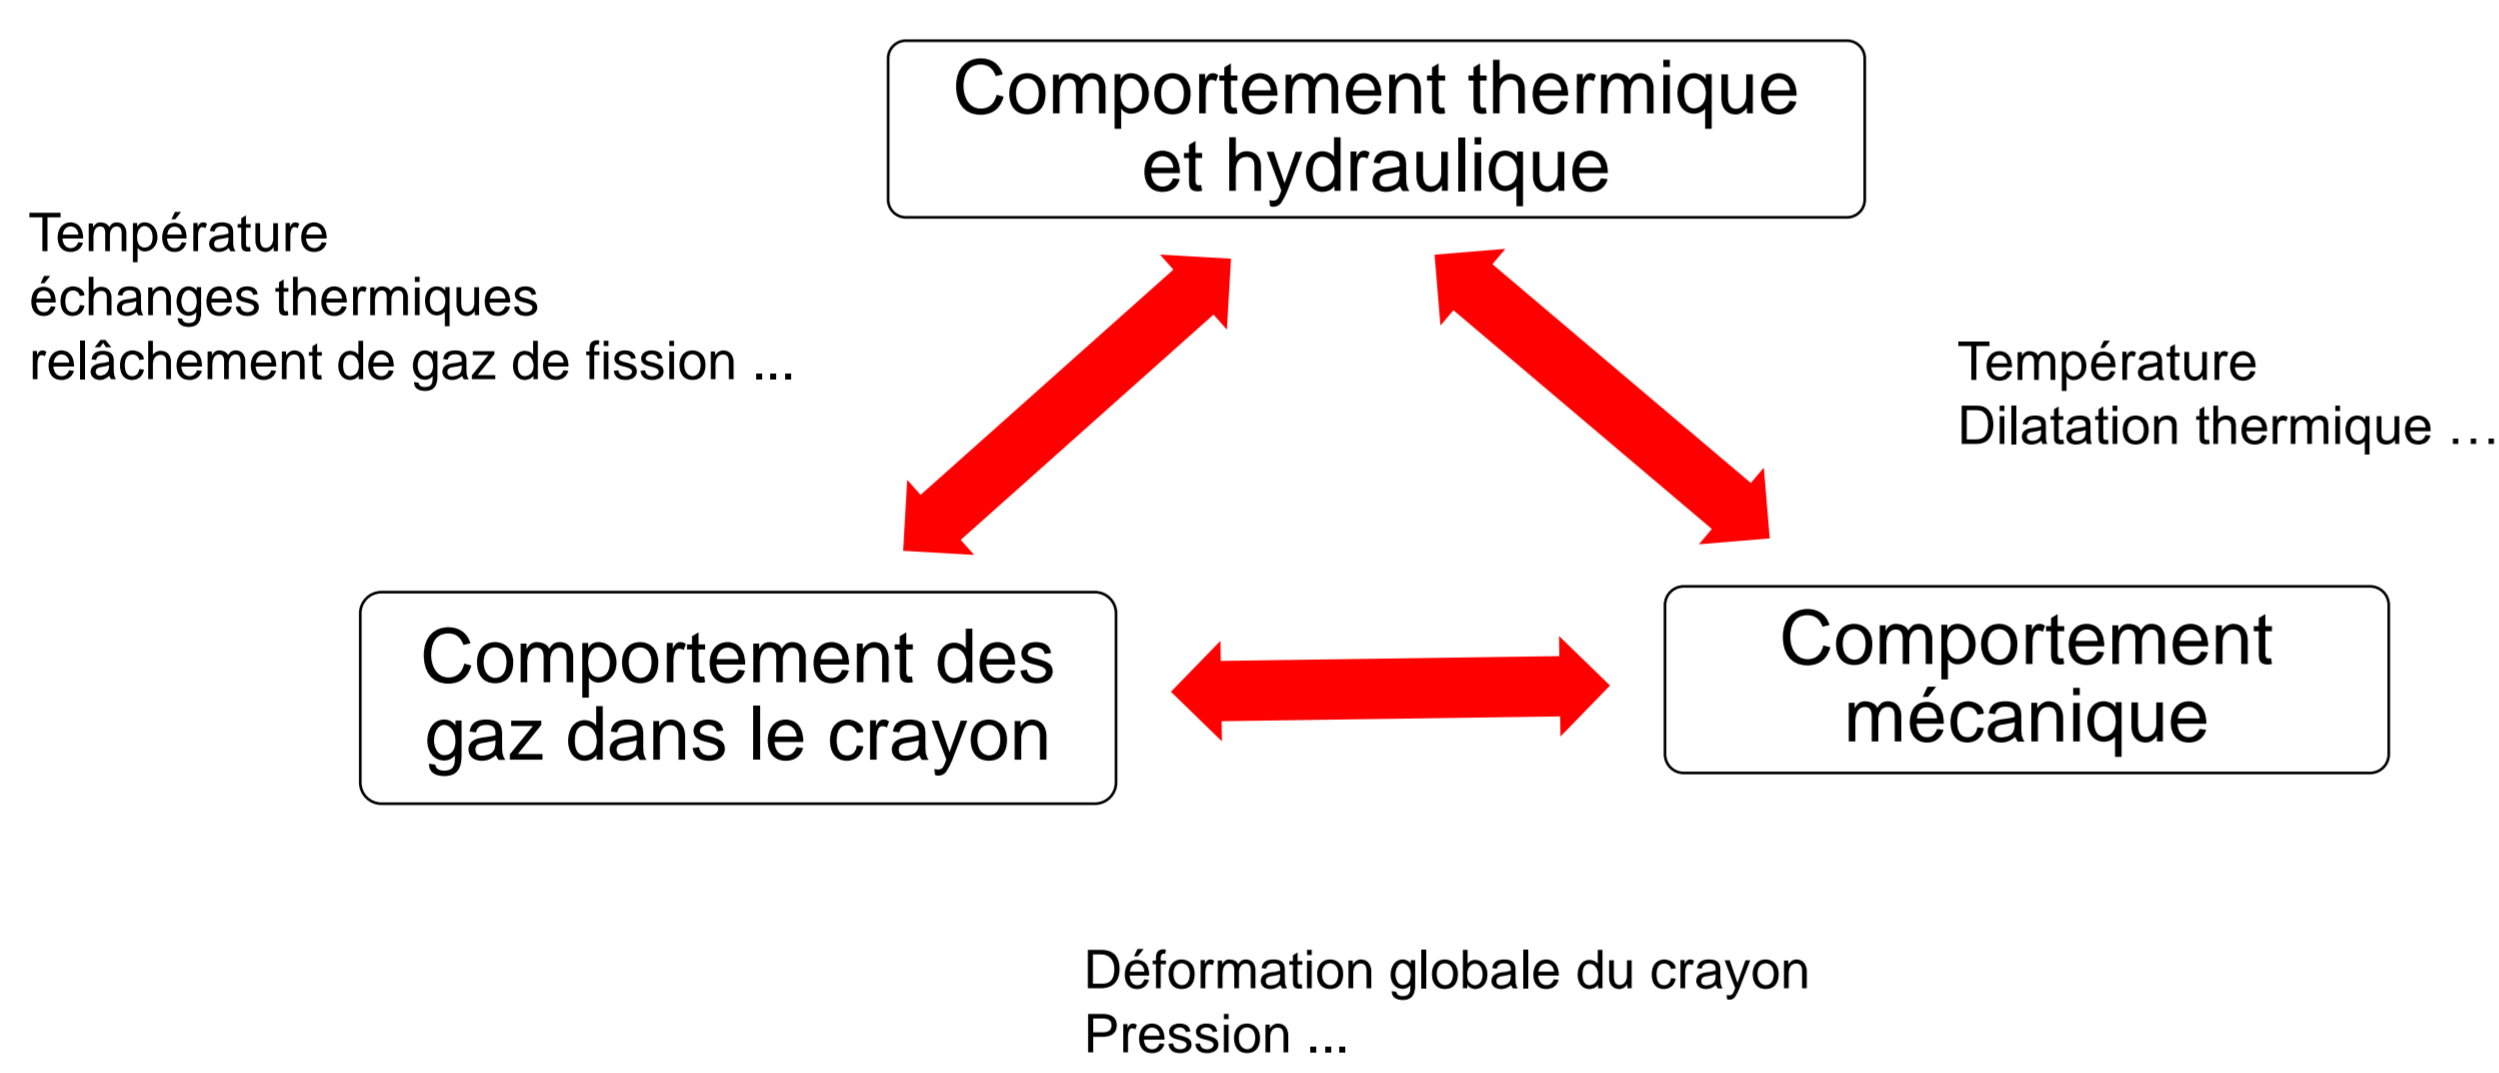 Comportement thermique
et hydraulique
Température
échanges thermiques
relâchement de gaz de fission ...
Température
Dilatation thermique ...
Comportement des
gaz dans le crayon
Comportement
mécanique
Déformation globale du crayon
Pression ...